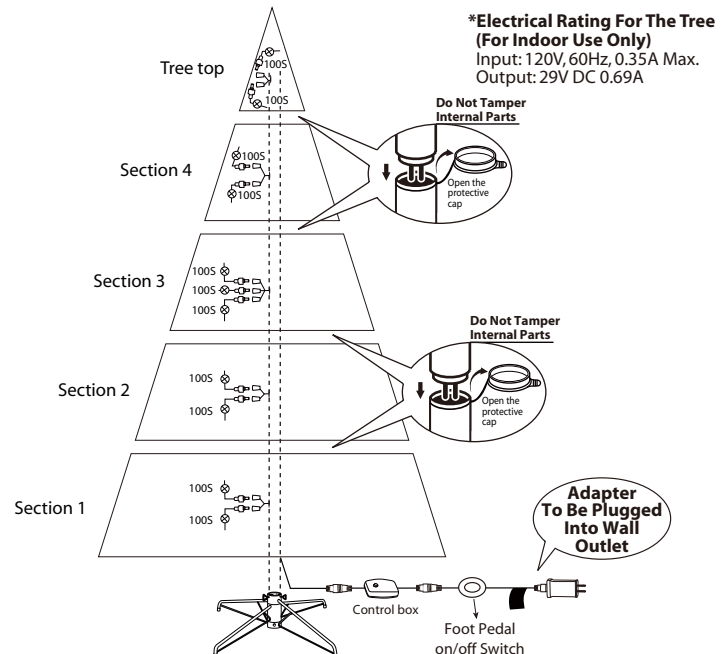 *Electrical Rating For The Tree
(For Indoor Use Only)
Input: 120V, 60Hz, 0.35A Max.
Output: 29V DC 0.69A
Tree top
100S
100S
Do Not Tamper
Internal Parts
Open the
protective
cap
Section 4
100S
100S
Section 3
100S
100S
100S
Do Not Tamper
Internal Parts
Open the
protective
cap
Section 2
100S
100S
Section 1
100S
100S
Adapter
To Be Plugged
Into Wall
Outlet
Control box
Foot Pedal
on/off Switch